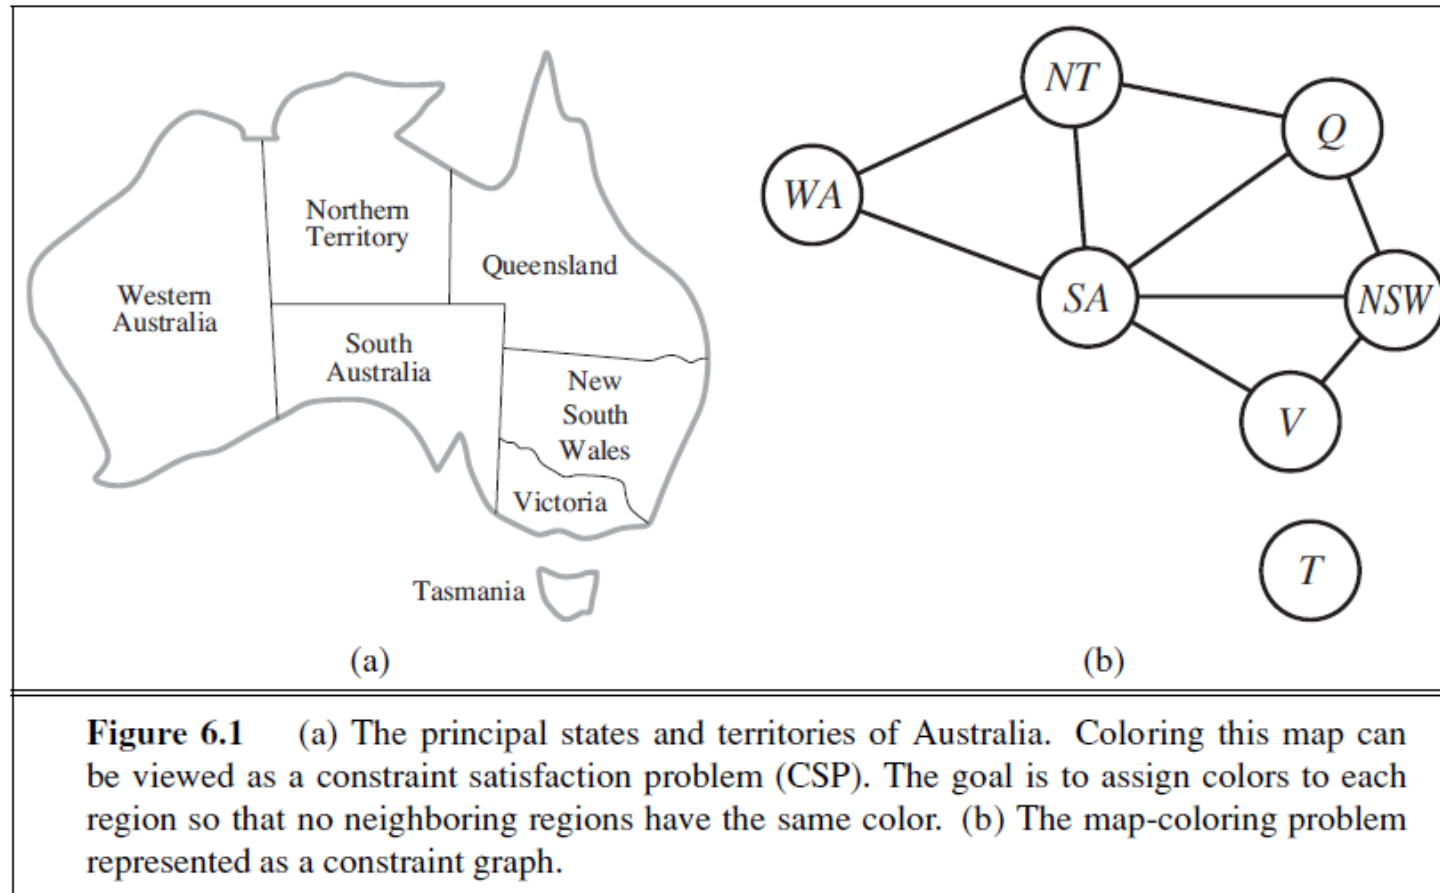 Northern
Territory
Queensland
Western
Australia
South
Australia
New
South
Wales
Victoria
Tasmania
(a)
NT
Q
WA
SA
NSW
V
T
(b)
Figure 6.1 (a) The principal states and territories of Australia. Coloring this map can
be viewed as a constraint satisfaction problem (CSP). The goal is to assign colors to each
region so that no neighboring regions have the same color. (b) The map-coloring problem
represented as a constraint graph.